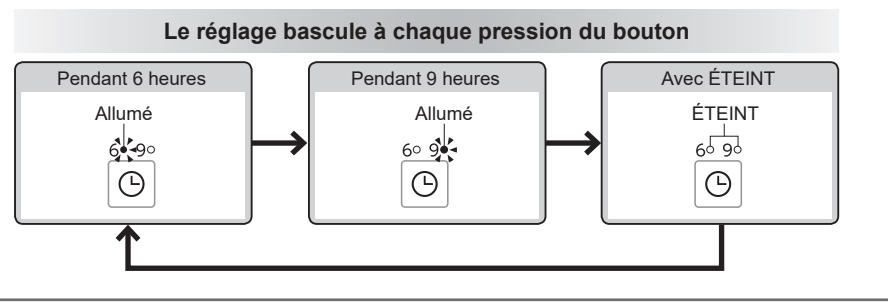 Le réglage bascule à chaque pression du bouton
Pendant 6 heures
Allumé
6 9
Pendant 9 heures
Allumé
6 9
Avec ÉTEINT
ÉTEINT
6 9